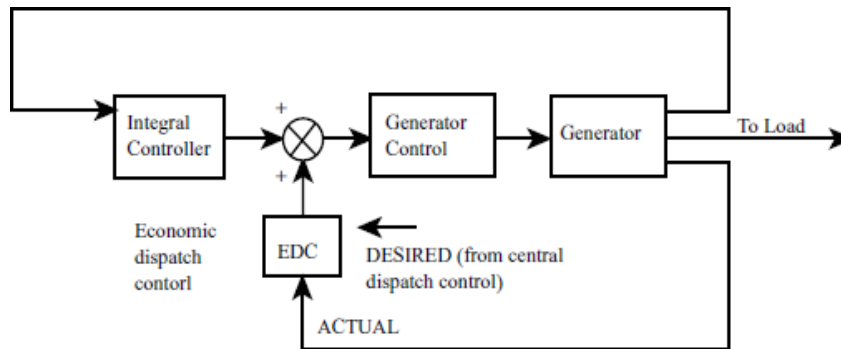 Integral
Controller
+
+
Generator
Control
Generator
To Load
Economic
dispatch
contorl
EDC
DESIRED (from central
dispatch control)
ACTUAL